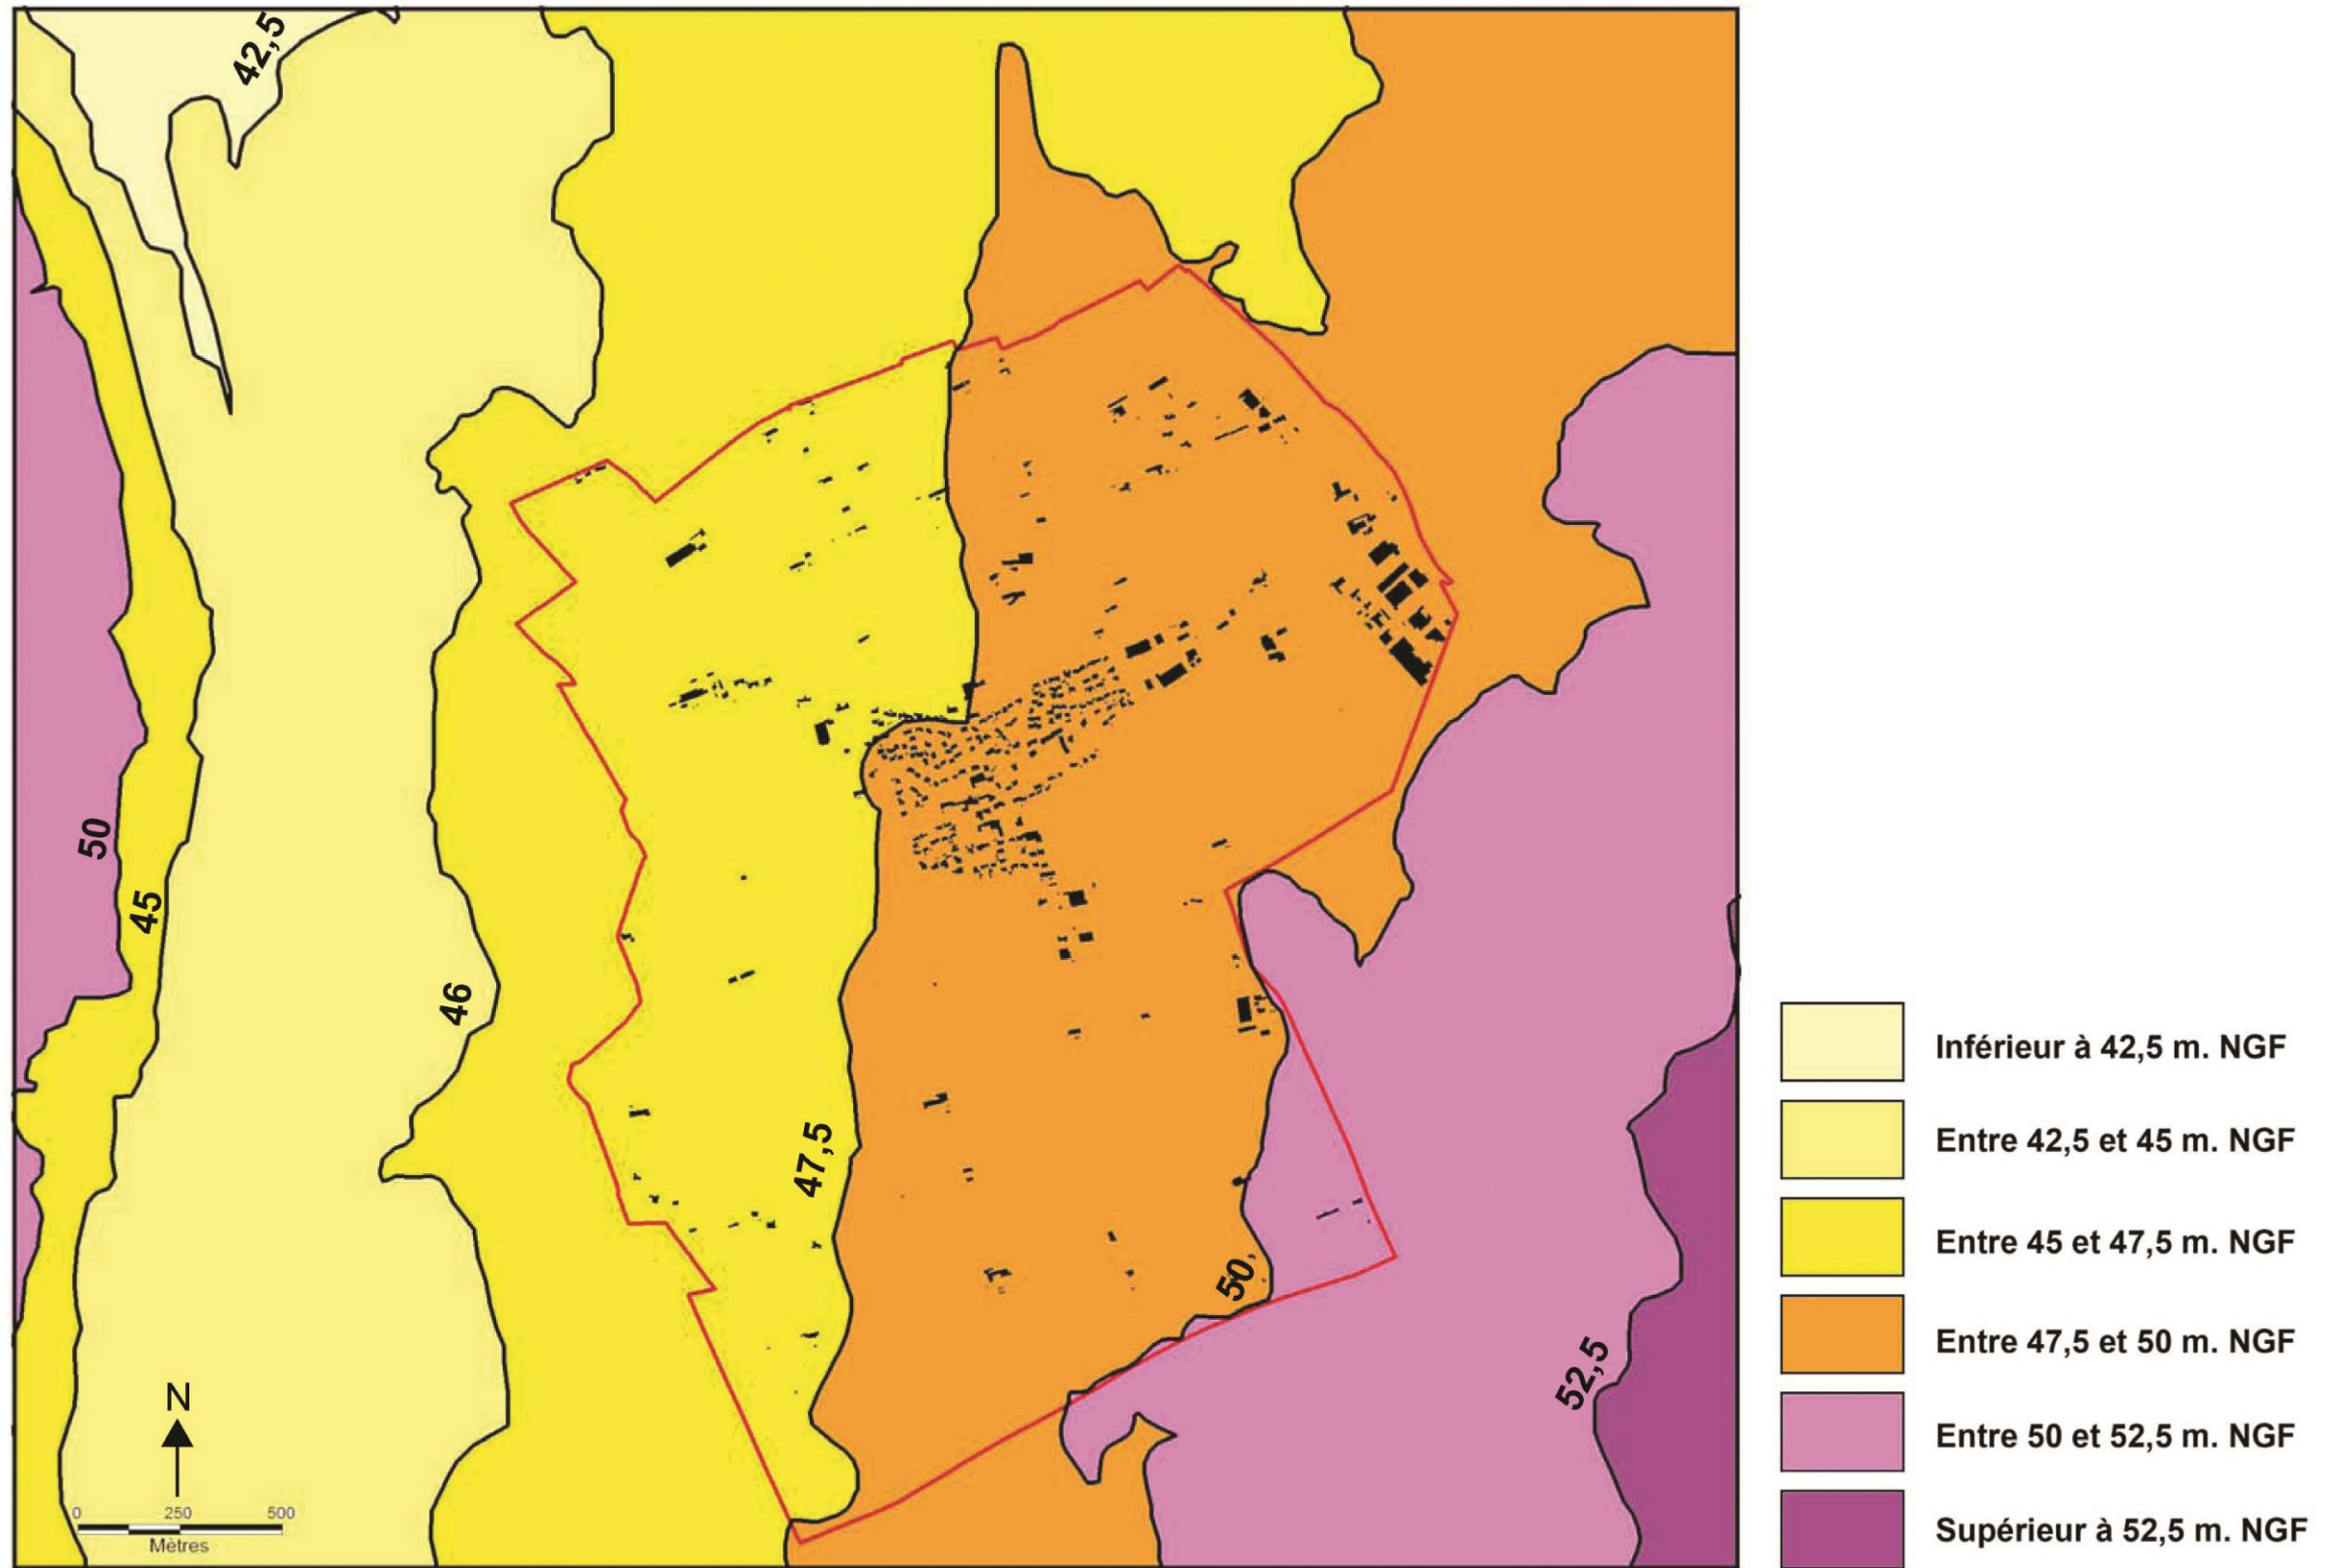 42,5
50
45
46
47,5
50
52,5
N
0 250 500
Mètres
Inférieur à 42,5 m. NGF
Entre 42,5 et 45 m. NGF
Entre 45 et 47,5 m. NGF
Entre 47,5 et 50 m. NGF
Entre 50 et 52,5 m. NGF
Supérieur à 52,5 m. NGF